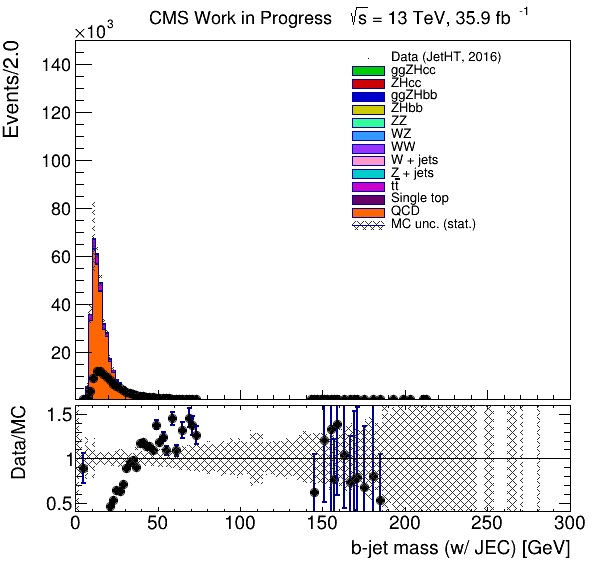 CMS Work in Progress √s = 13 TeV, 35.9 fb⁻¹
×10³
Events/2.0
140
120
100
80
60
40
20
Data (JetHT, 2016)
ggZHcc
ZHcc
ggZHbb
ZHbb
ZZ
WZ
WW
W + jets
Z + jets
tt̅
Single top
QCD
MC unc. (stat.)
Data/MC
1.5
1
0.5
0 50 100 150 200 250 300
b-jet mass (w/ JEC) [GeV]